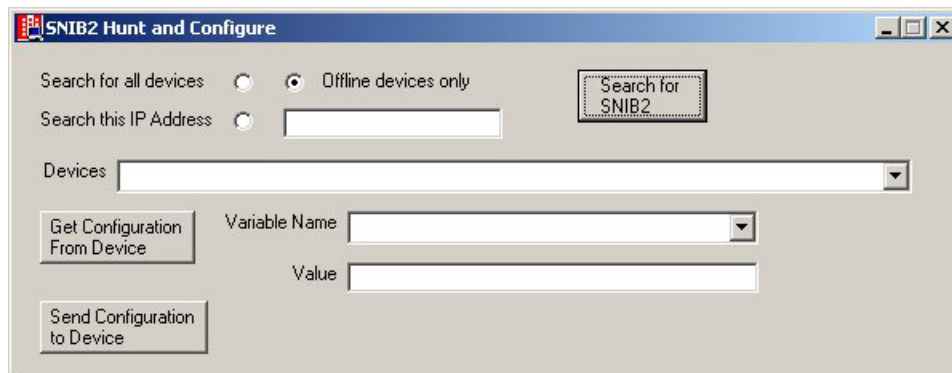 SNIB2 Hunt and Configure
Search for all devices
Offline devices only
Search for
SNIB2
Search this IP Address
Devices
Get Configuration
From Device
Variable Name
Value
Send Configuration
to Device